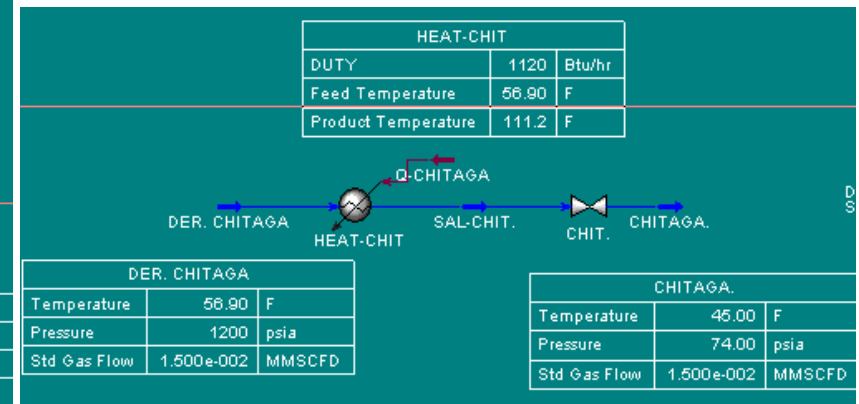 HEAT-CHIT
DUTY 1120 Btu/hr
Feed Temperature 56.90 F
Product Temperature 111.2 F
Q-CHITAGA
DER. CHITAGA
HEAT-CHIT
SAL-CHIT.
CHIT.
CHITAGA.
D
S
DER. CHITAGA
Temperature 56.90 F
Pressure 1200 psia
Std Gas Flow 1.500e-002 MMSCFD
CHITAGA.
Temperature 45.00 F
Pressure 74.00 psia
Std Gas Flow 1.500e-002 MMSCFD